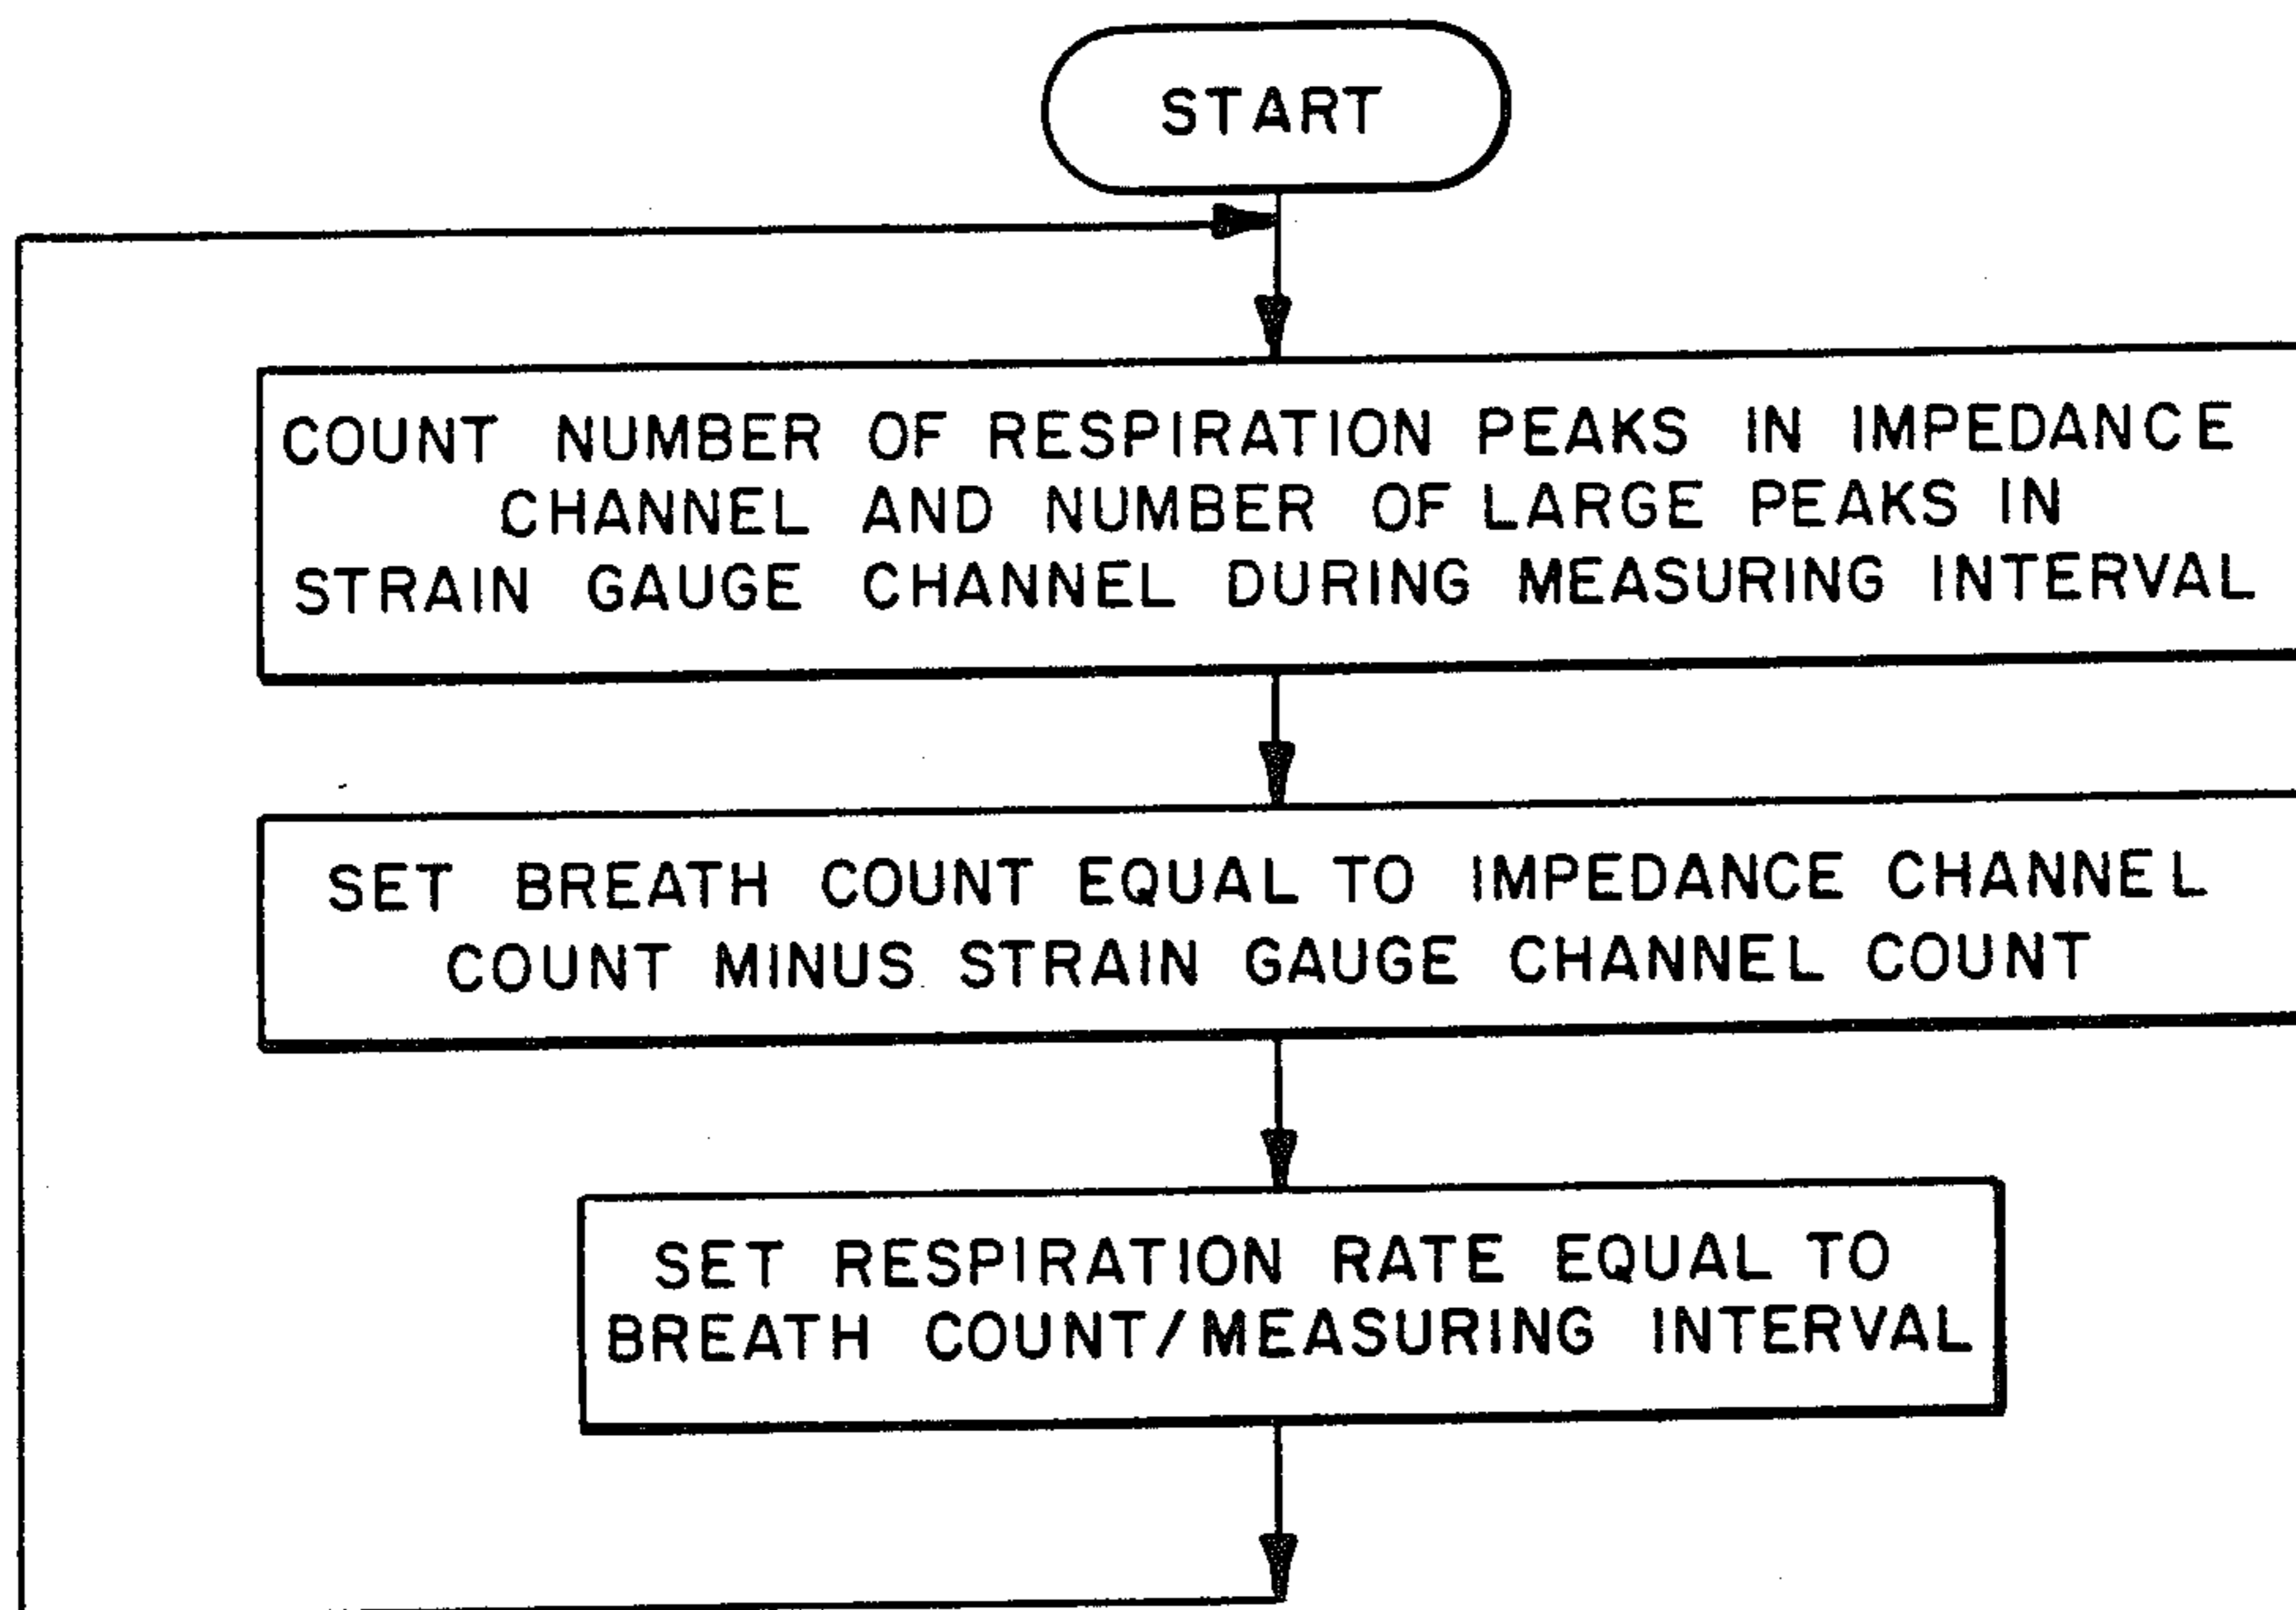 START
COUNT NUMBER OF RESPIRATION PEAKS IN IMPEDANCE
CHANNEL AND NUMBER OF LARGE PEAKS IN
STRAIN GAUGE CHANNEL DURING MEASURING INTERVAL
SET BREATH COUNT EQUAL TO IMPEDANCE CHANNEL
COUNT MINUS STRAIN GAUGE CHANNEL COUNT
SET RESPIRATION RATE EQUAL TO
BREATH COUNT/MEASURING INTERVAL